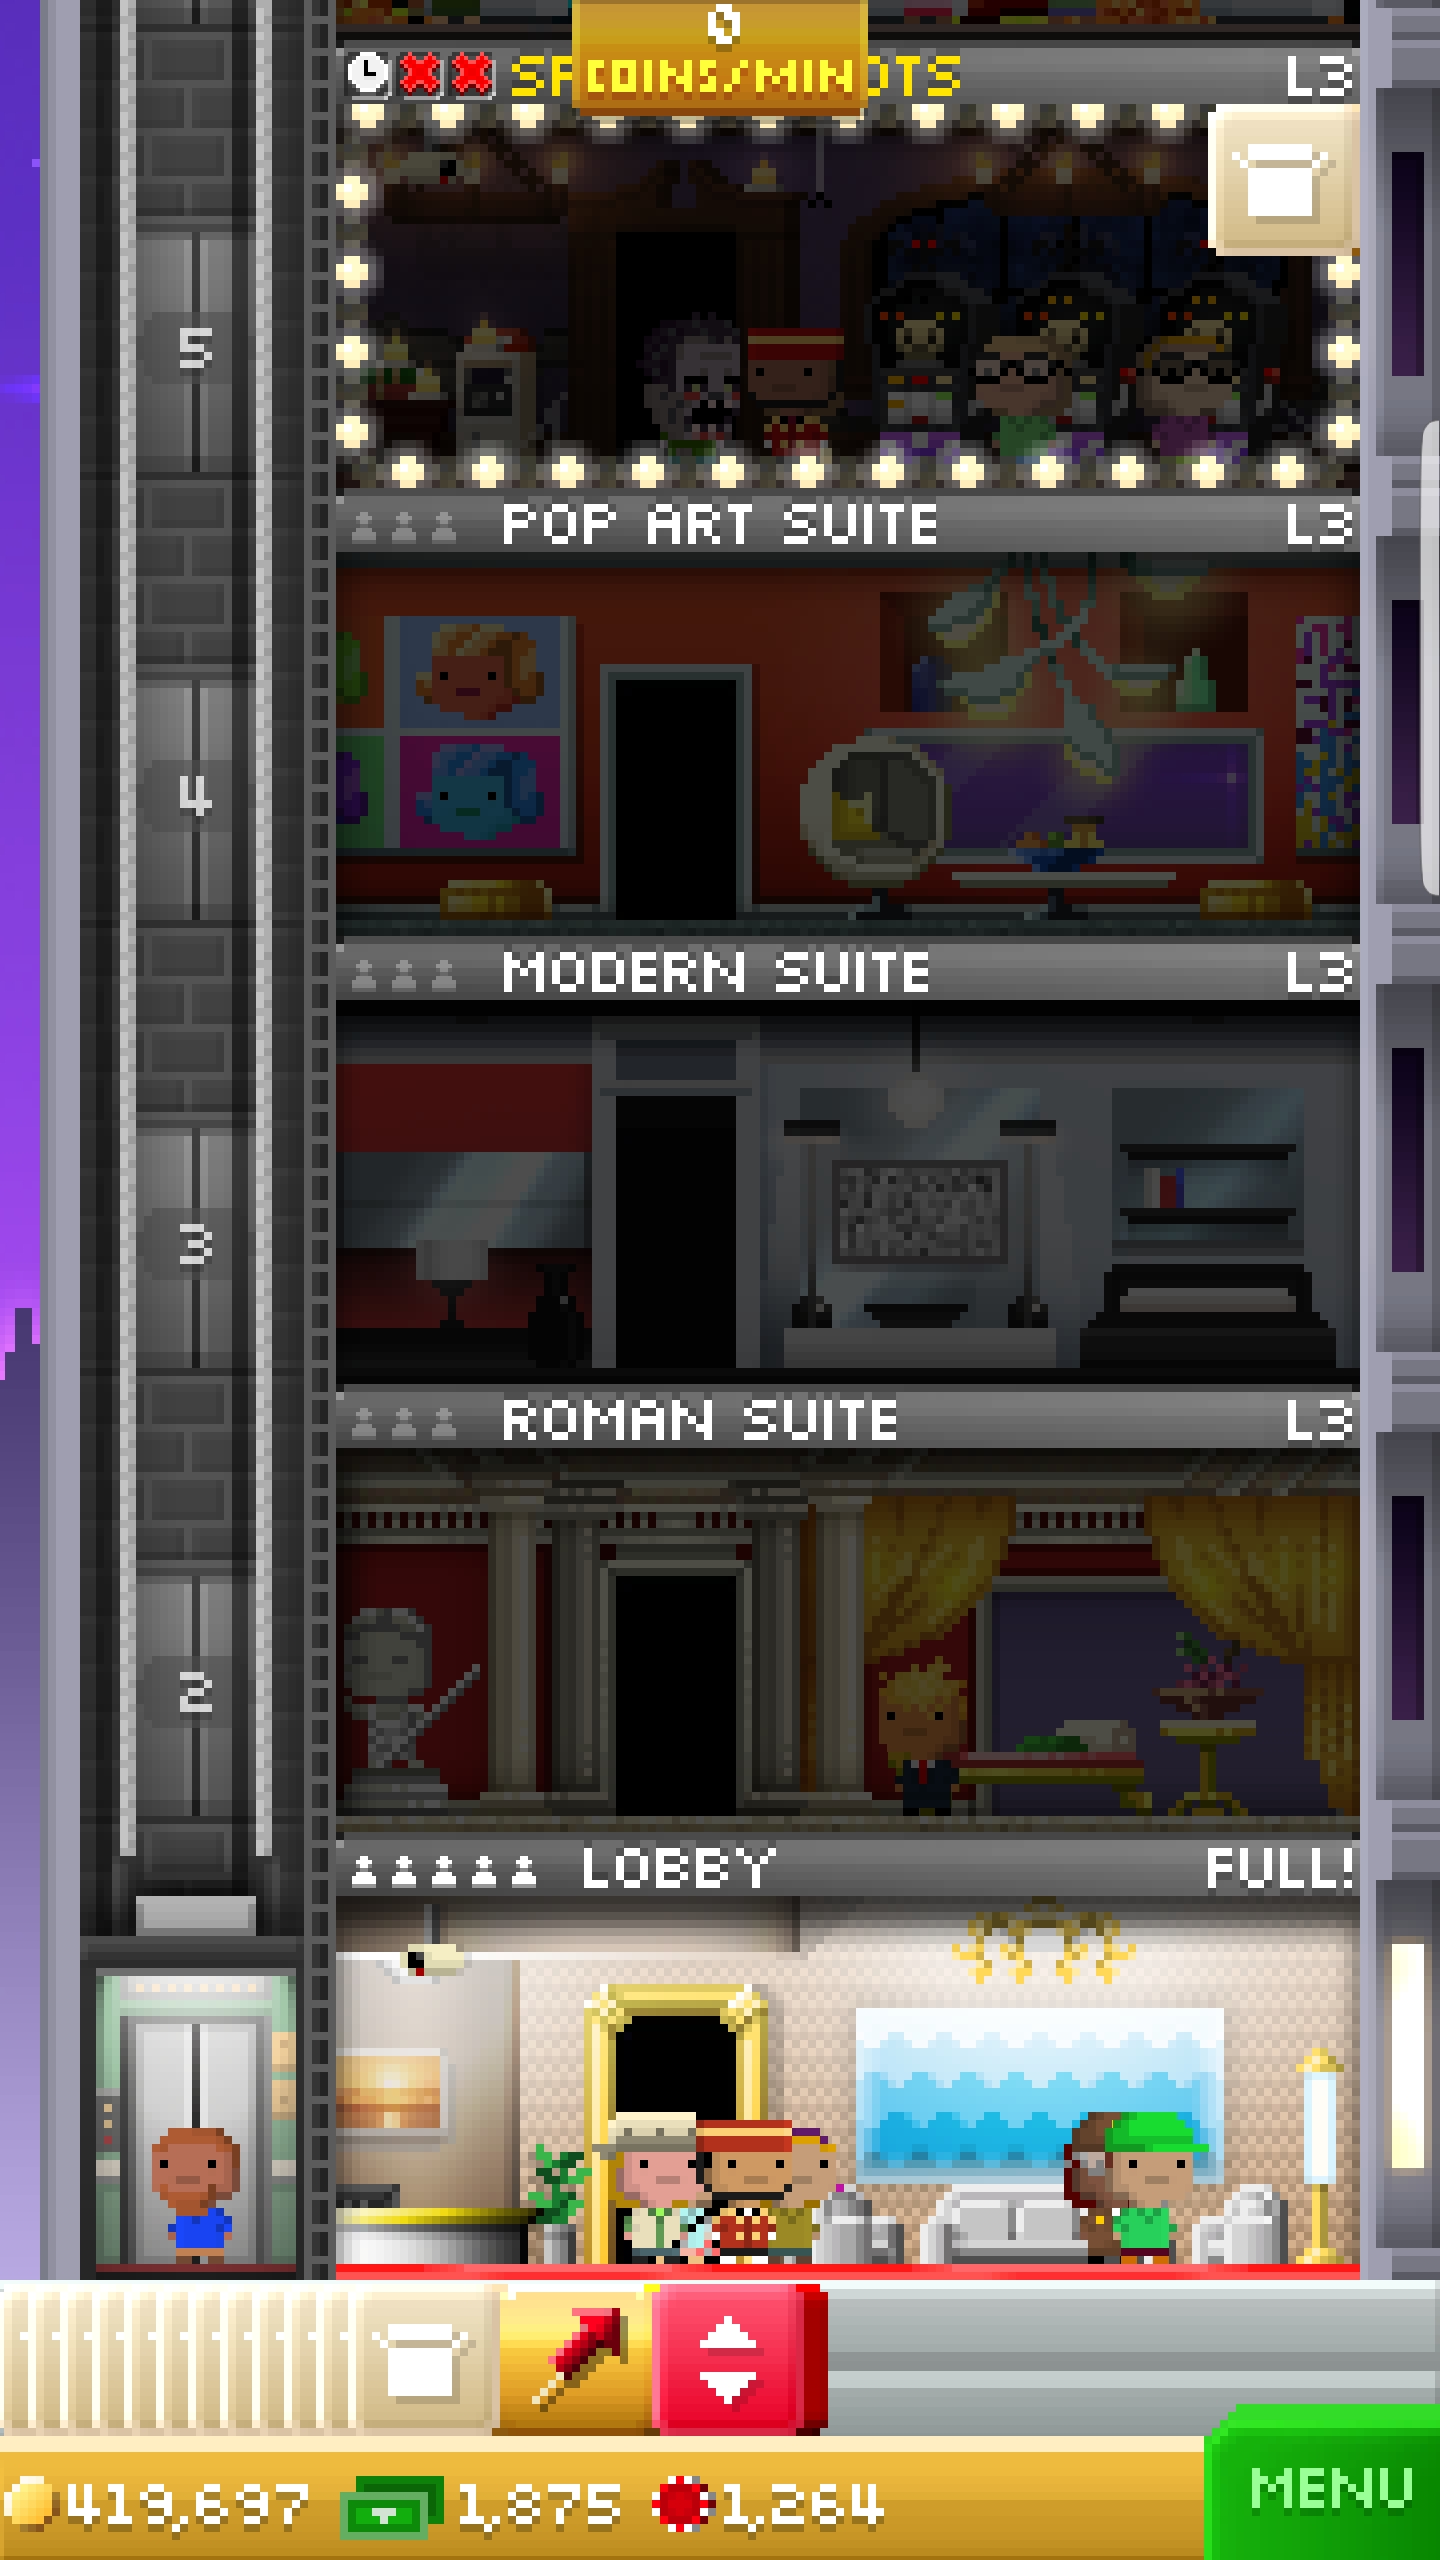 0
COINS/MIN
L3
5
POP ART SUITE L3
4
MODERN SUITE L3
3
ROMAN SUITE L3
2
LOBBY FULL!
419,697 1,875 1,264
MENU